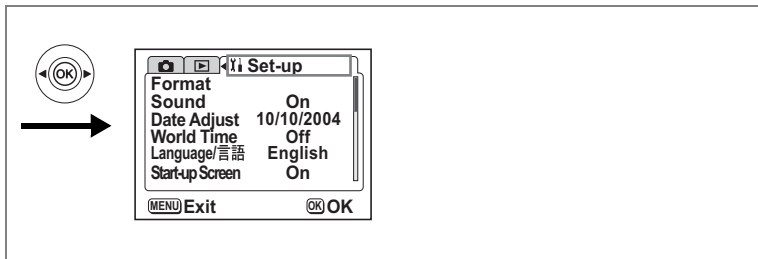 OK
Set-up
Format
Sound On
Date Adjust 10/10/2004
World Time Off
Language/言語 English
Start-up Screen On
MENU Exit OK OK